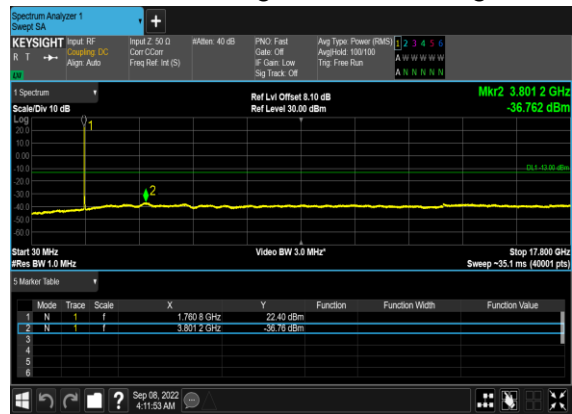 Spectrum Analyzer 1
Swept SA
+
KEYSIGHT Input: RF Input Z: 50 Ω #Atten: 40 dB PNO: Fast Avg Type: Power (RMS) 1 2 3 4 5 6
R T Coupling: DC Corr CCorr Gate: Off Avg|Hold: 100/100 A W W W W W
Align: Auto Freq Ref: Int (S) IF Gain: Low Trig: Free Run
LW Sig Track: Off A N N N N N
1 Spectrum Ref Lvl Offset 8.10 dB Mkr2 3.801 2 GHz
Scale/Div 10 dB Ref Level 30.00 dBm -36.762 dBm
Log
20.0
10.0
0.00
-10.0
-20.0
-30.0
-40.0
-50.0
-60.0
1
DL1 -13.00 dBm
2
Start 30 MHz Video BW 3.0 MHz* Stop 17.800 GHz
#Res BW 1.0 MHz Sweep ~35.1 ms (40001 pts)
5 Marker Table
Mode Trace Scale X Y Function Function Width Function Value
1 N 1 f 1.760 8 GHz 22.40 dBm
2 N 1 f 3.801 2 GHz -36.76 dBm
3
4
5
6
? Sep 08, 2022
4:11:53 AM